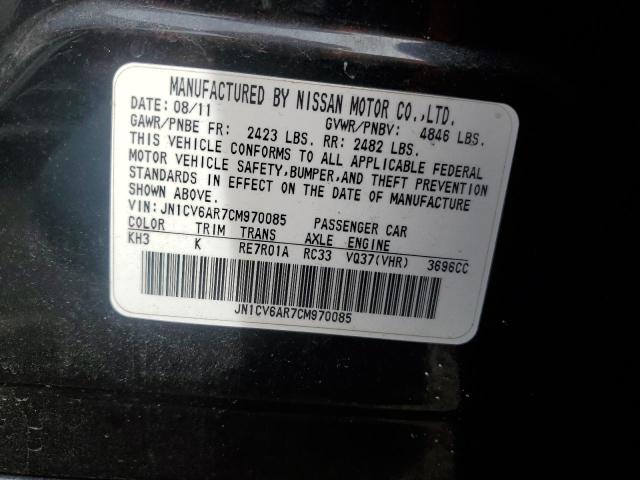 MANUFACTURED BY NISSAN MOTOR CO.,LTD.
DATE: 08/11 GVWR/PNBV: 4846 LBS.
GAWR/PNBE FR: 2423 LBS. RR: 2482 LBS.
THIS VEHICLE CONFORMS TO ALL APPLICABLE FEDERAL
MOTOR VEHICLE SAFETY,BUMPER,AND THEFT PREVENTION
STANDARDS IN EFFECT ON THE DATE OF MANUFACTURE
SHOWN ABOVE.
VIN: JN1CV6AR7CM970085 PASSENGER CAR
COLOR TRIM TRANS AXLE ENGINE
KH3 K RE7R01A RC33 VQ37(VHR) 3696CC
JN1CV6AR7CM970085